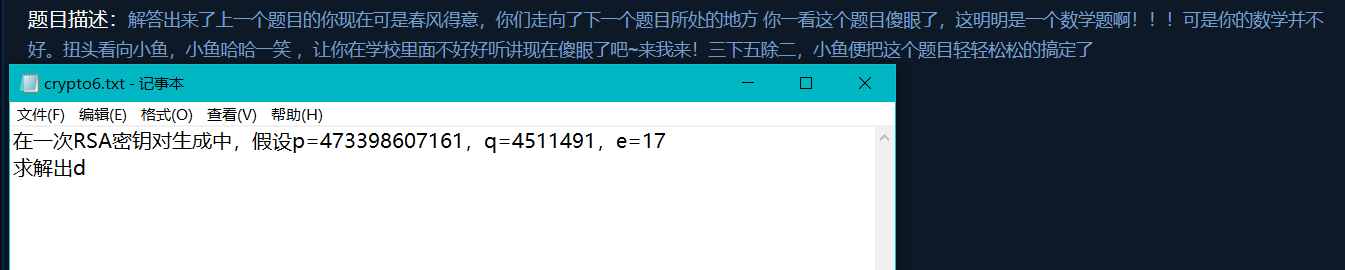 题目描述：解答出来了上一个题目的你现在可是春风得意，你们走向了下一个题目所处的地方 你一看这个题目傻眼了，这明明是一个数学题啊！！！可是你的数学并不
好。扭头看向小鱼，小鱼哈哈一笑 ，让你在学校里面不好好听讲现在傻眼了吧~来我来！三下五除二，小鱼便把这个题目轻轻松松的搞定了
crypto6.txt - 记事本
文件(F) 编辑(E) 格式(O) 查看(V) 帮助(H)
在一次RSA密钥对生成中，假设p=473398607161，q=4511491，e=17
求解出d